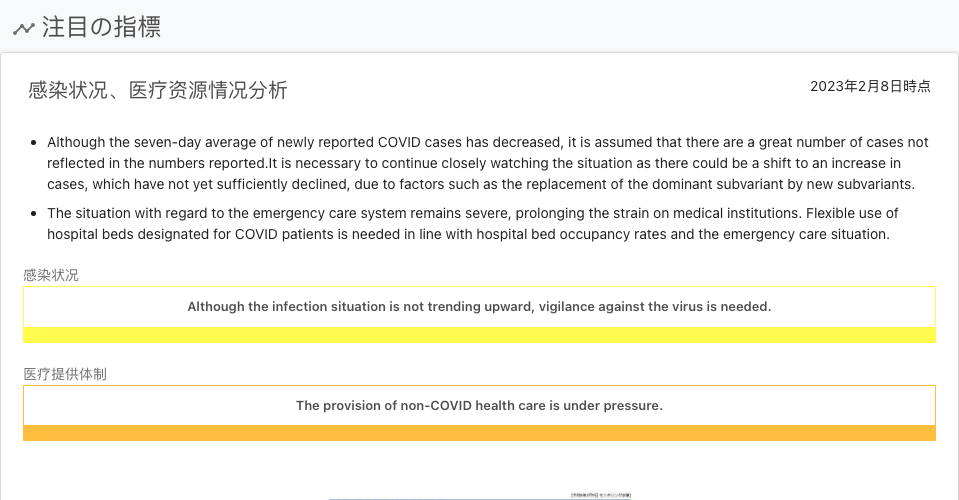 注目の指標
感染状况、医疗资源情况分析
2023年2月8日時点
Although the seven-day average of newly reported COVID cases has decreased, it is assumed that there are a great number of cases not
reflected in the numbers reported.It is necessary to continue closely watching the situation as there could be a shift to an increase in
cases, which have not yet sufficiently declined, due to factors such as the replacement of the dominant subvariant by new subvariants.
The situation with regard to the emergency care system remains severe, prolonging the strain on medical institutions. Flexible use of
hospital beds designated for COVID patients is needed in line with hospital bed occupancy rates and the emergency care situation.
感染状况
Although the infection situation is not trending upward, vigilance against the virus is needed.
医疗提供体制
The provision of non-COVID health care is under pressure.